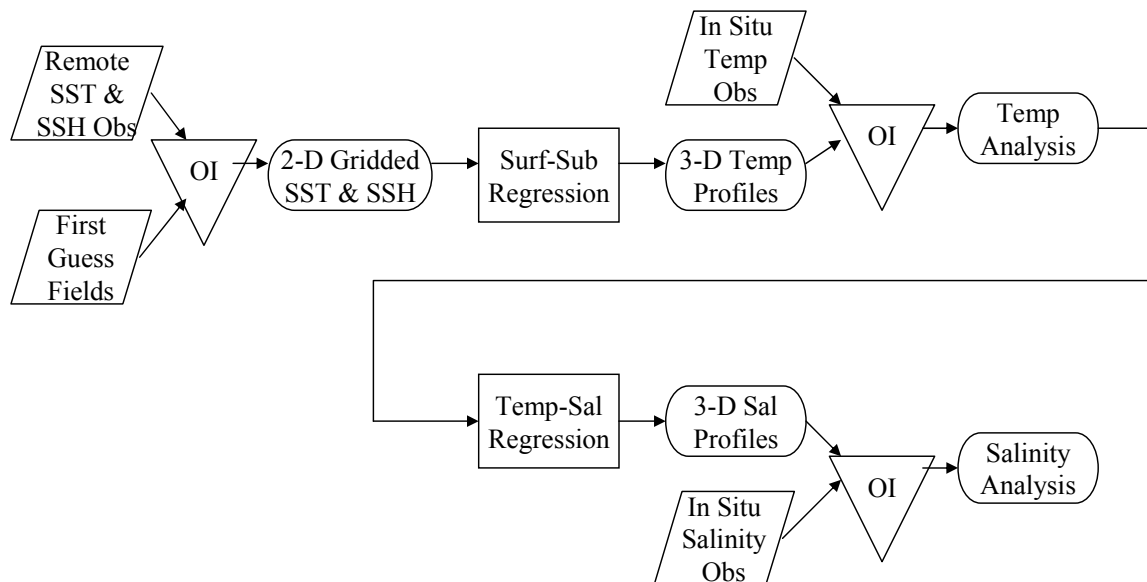 Remote
SST &
SSH Obs
First
Guess
Fields
OI
2-D Gridded
SST & SSH
Surf-Sub
Regression
In Situ
Temp
Obs
3-D Temp
Profiles
OI
Temp
Analysis
Temp-Sal
Regression
3-D Sal
Profiles
In Situ
Salinity
Obs
OI
Salinity
Analysis